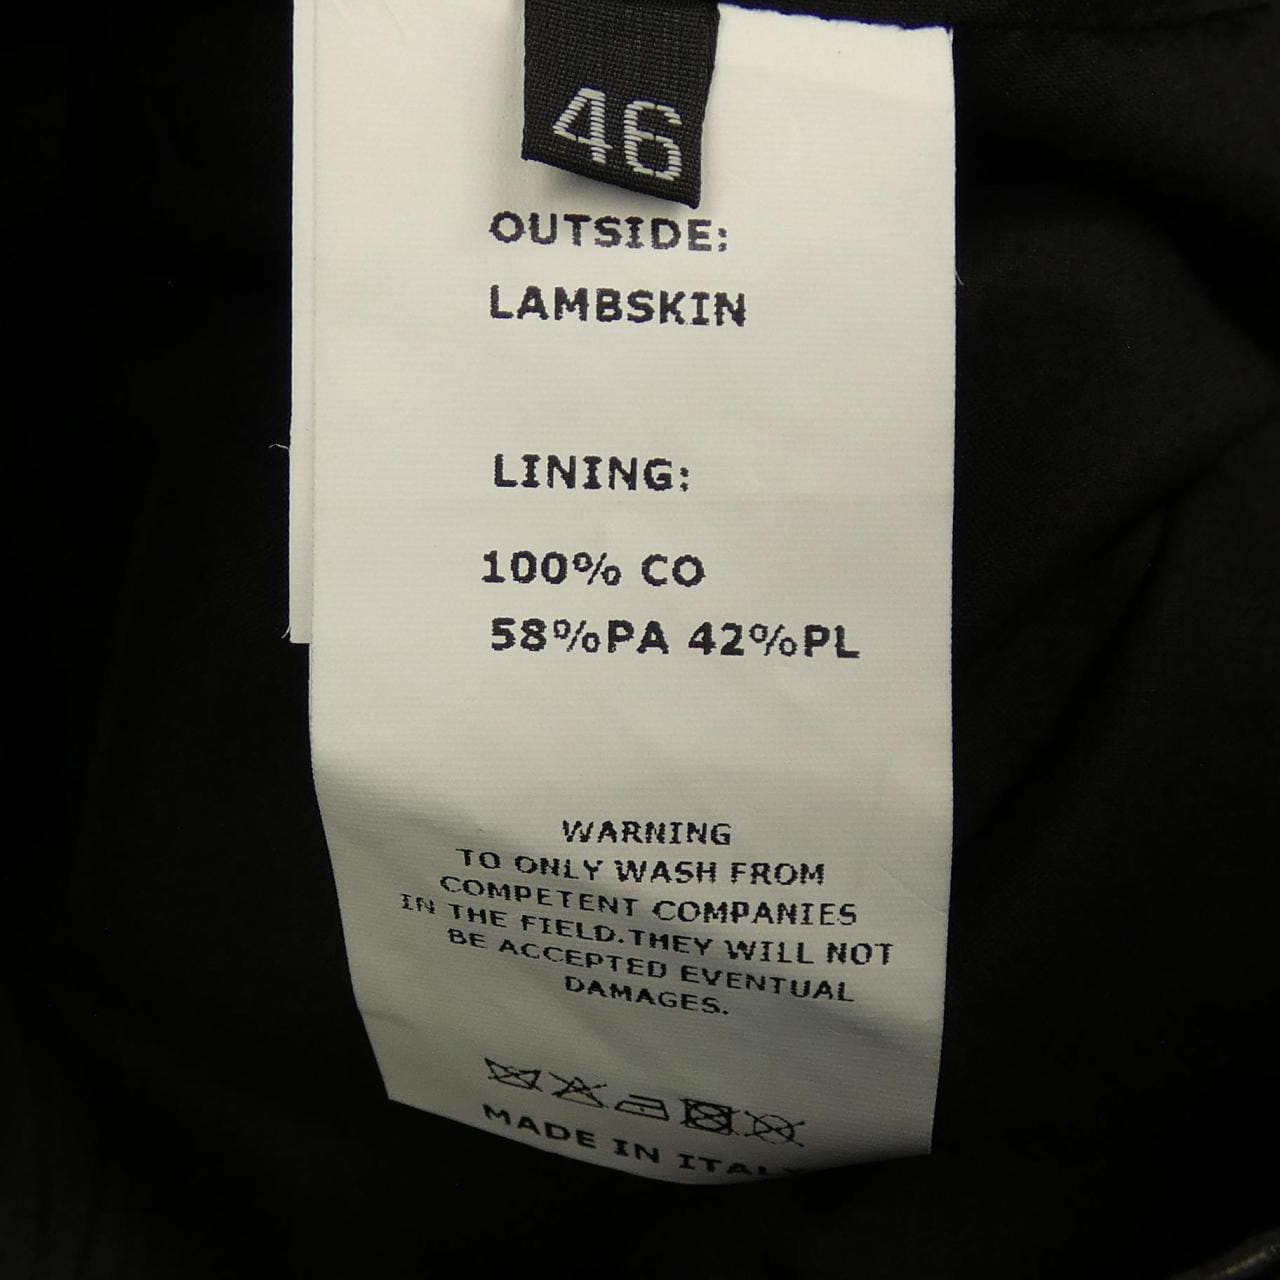 46
OUTSIDE:
LAMBSKIN
LINING:
100% CO
58%PA 42%PL
WARNING
TO ONLY WASH FROM
COMPETENT COMPANIES
IN THE FIELD.THEY WILL NOT
BE ACCEPTED EVENTUAL
DAMAGES.
MADE IN ITALY